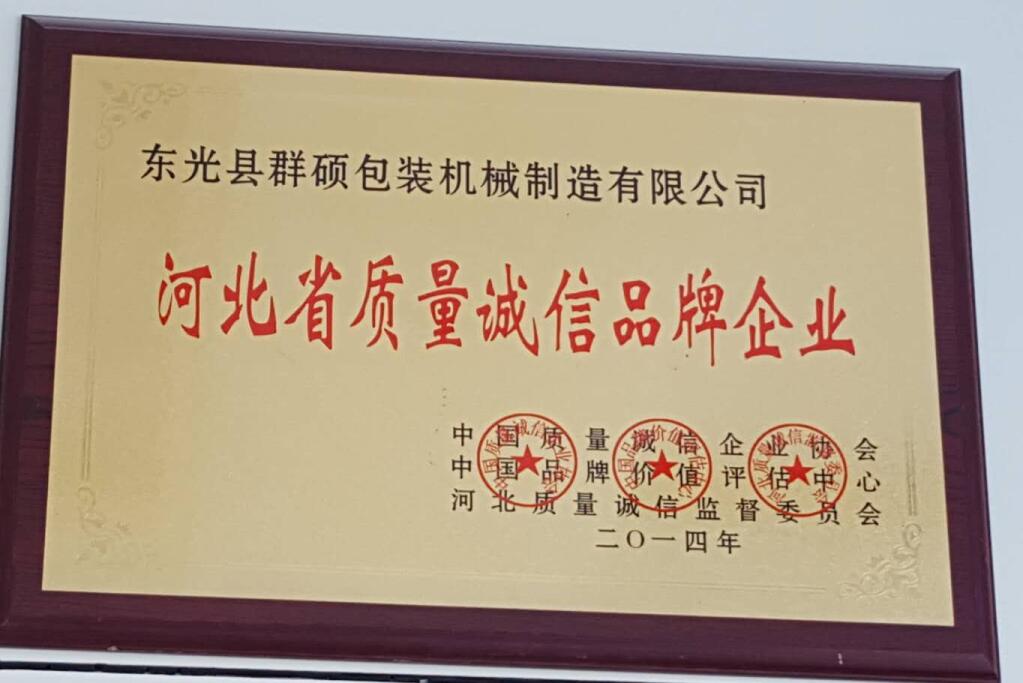 东光县群硕包装机械制造有限公司
河北省质量诚信品牌企业
中国质量诚信企业协会
中国品牌价值评估中心
河北质量诚信监督委员会
二〇一四年